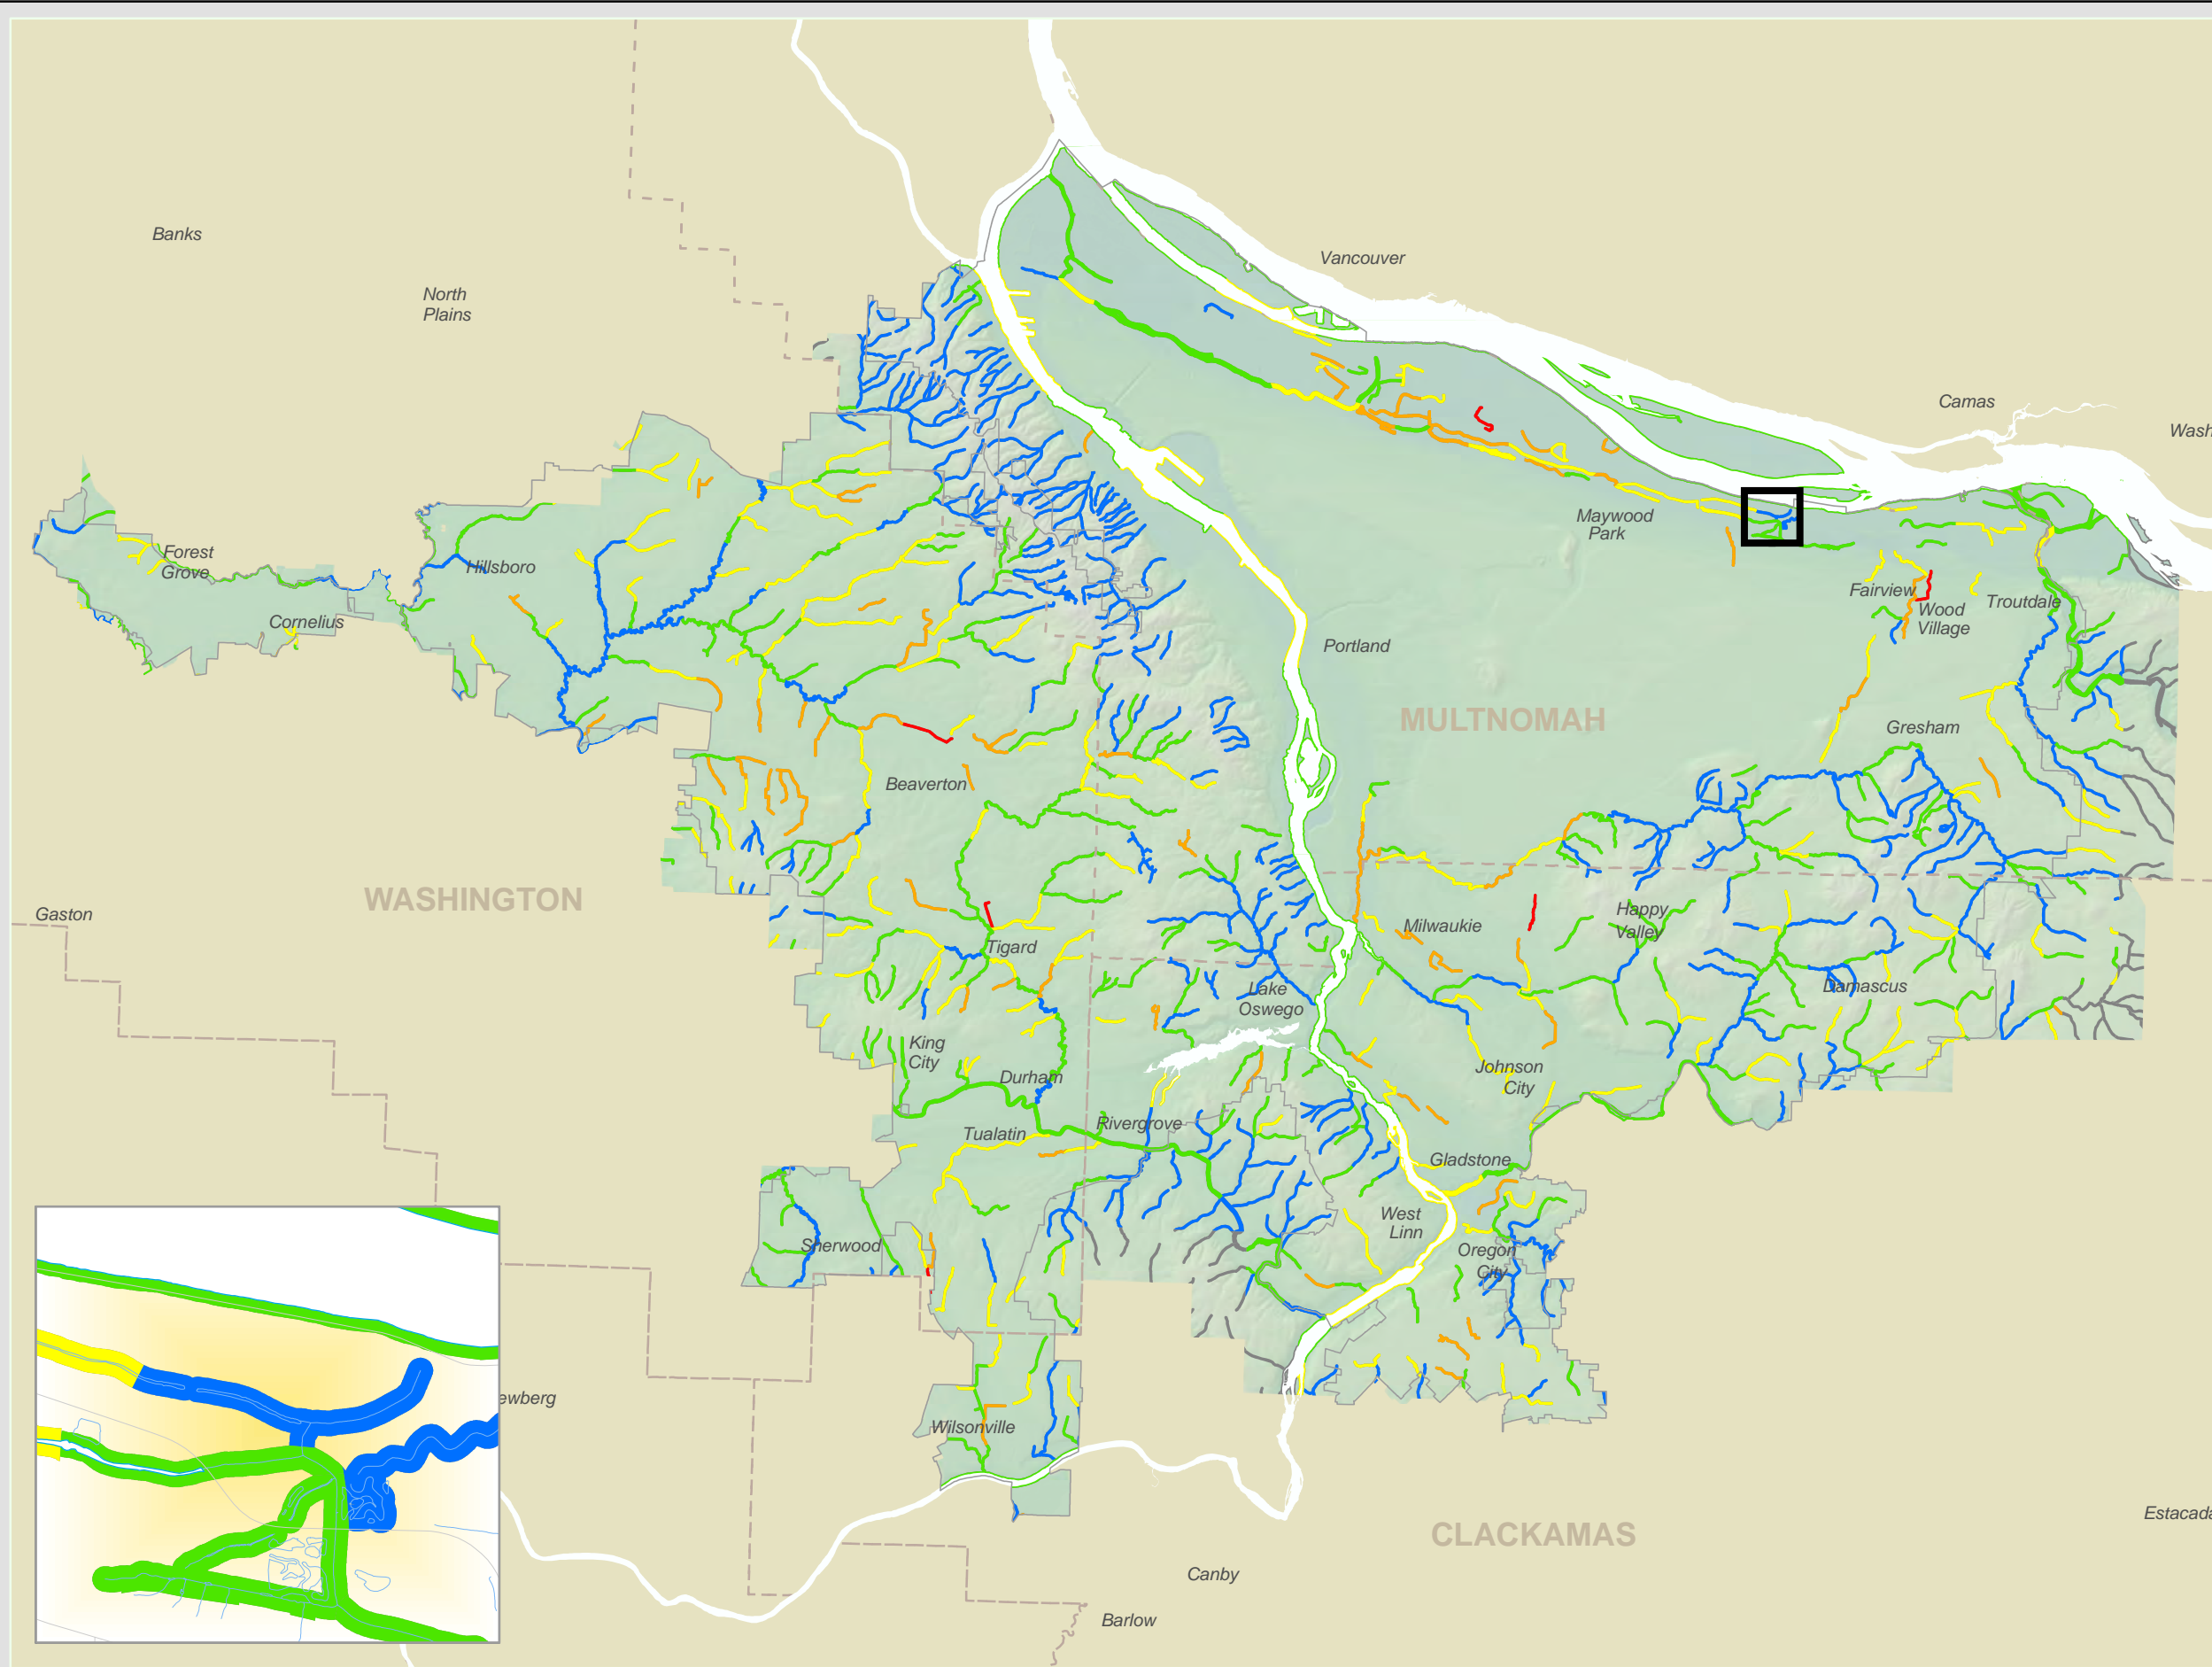 Banks
North
Plains
Vancouver
Camas
Wash
Maywood
Park
Forest
Grove
Hillsboro
Cornelius
Fairview
Wood
Village
Troutdale
Portland
MULTNOMAH
Gresham
Beaverton
WASHINGTON
Gaston
Tigard
Milwaukie
Happy
Valley
Lake
Oswego
Damascus
King
City
Durham
Johnson
City
Tualatin
Rivergrove
Gladstone
Sherwood
West
Linn
Oregon
City
ewberg
Wilsonville
CLACKAMAS
Estacada
Canby
Barlow